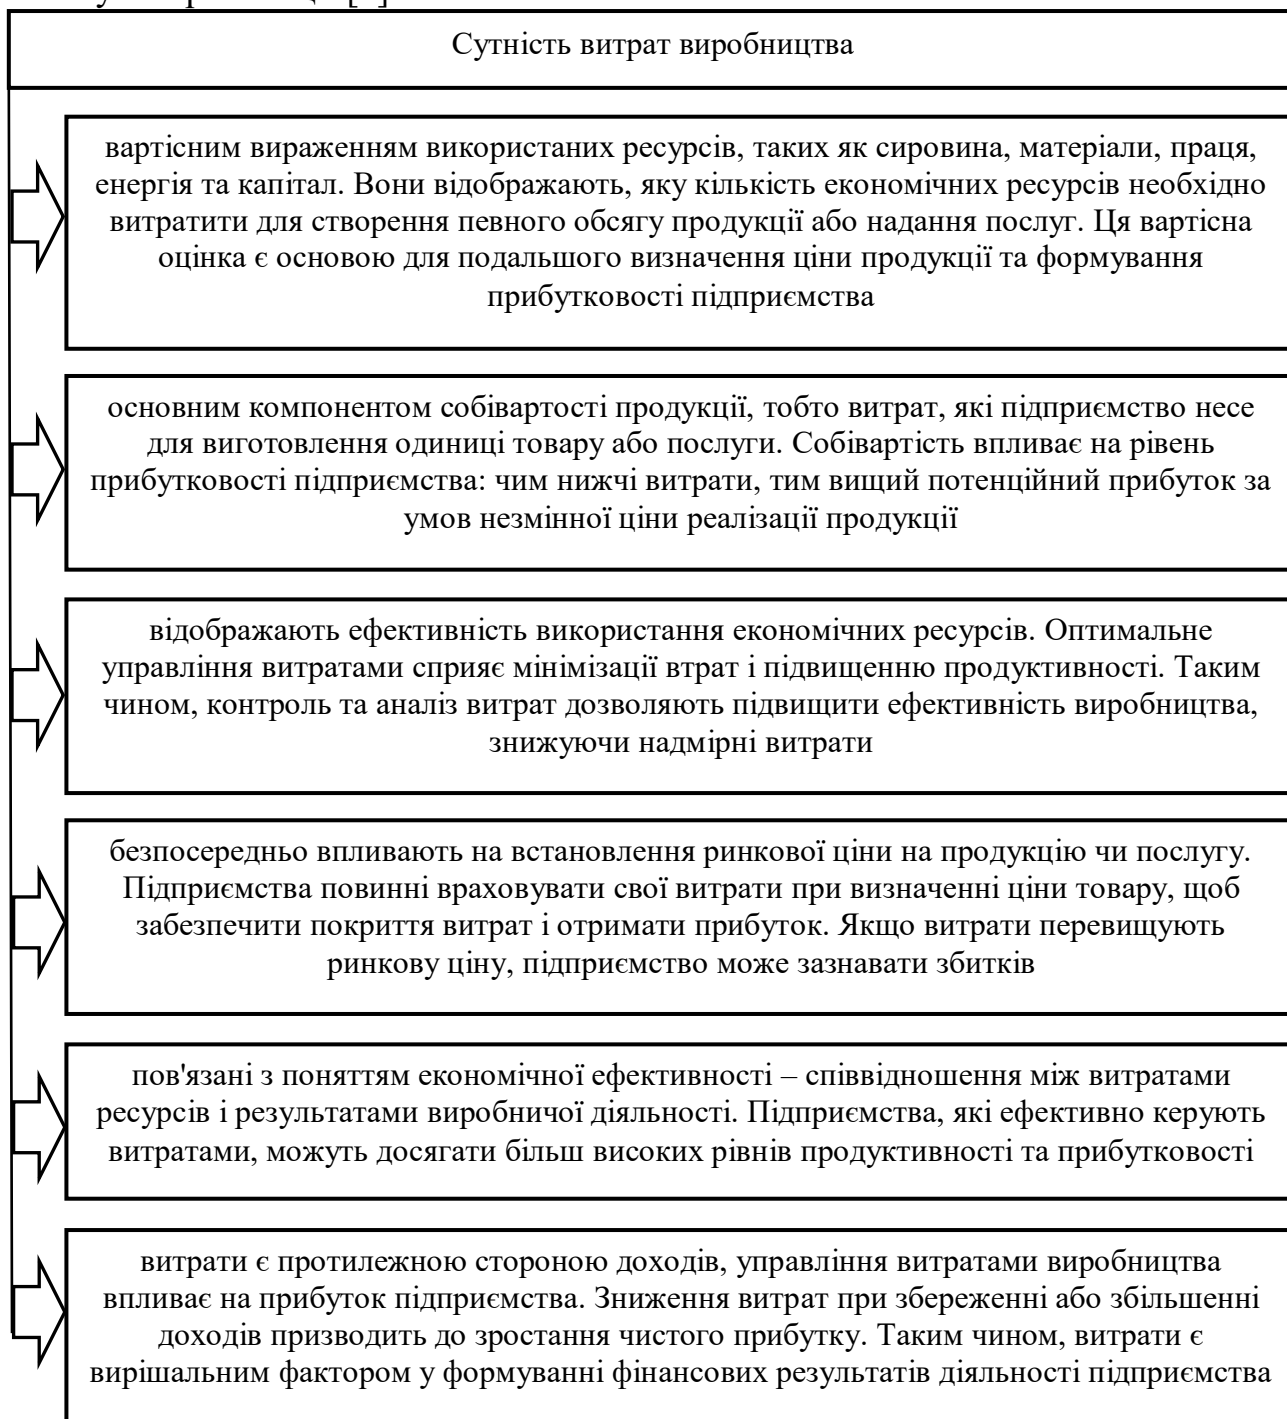 Сутність витрат виробництва
вартісним вираженням використаних ресурсів, таких як сировина, матеріали, праця,
енергія та капітал. Вони відображають, яку кількість економічних ресурсів необхідно
витратити для створення певного обсягу продукції або надання послуг. Ця вартісна
оцінка є основою для подальшого визначення ціни продукції та формування
прибутковості підприємства
основним компонентом собівартості продукції, тобто витрат, які підприємство несе
для виготовлення одиниці товару або послуги. Собівартість впливає на рівень
прибутковості підприємства: чим нижчі витрати, тим вищий потенційний прибуток за
умов незмінної ціни реалізації продукції
відображають ефективність використання економічних ресурсів. Оптимальне
управління витратами сприяє мінімізації втрат і підвищенню продуктивності. Таким
чином, контроль та аналіз витрат дозволяють підвищити ефективність виробництва,
знижуючи надмірні витрати
безпосередньо впливають на встановлення ринкової ціни на продукцію чи послугу.
Підприємства повинні враховувати свої витрати при визначенні ціни товару, щоб
забезпечити покриття витрат і отримати прибуток. Якщо витрати перевищують
ринкову ціну, підприємство може зазнавати збитків
пов'язані з поняттям економічної ефективності – співвідношення між витратами
ресурсів і результатами виробничої діяльності. Підприємства, які ефективно керують
витратами, можуть досягати більш високих рівнів продуктивності та прибутковості
витрати є протилежною стороною доходів, управління витратами виробництва
впливає на прибуток підприємства. Зниження витрат при збереженні або збільшенні
доходів призводить до зростання чистого прибутку. Таким чином, витрати є
вирішальним фактором у формуванні фінансових результатів діяльності підприємства